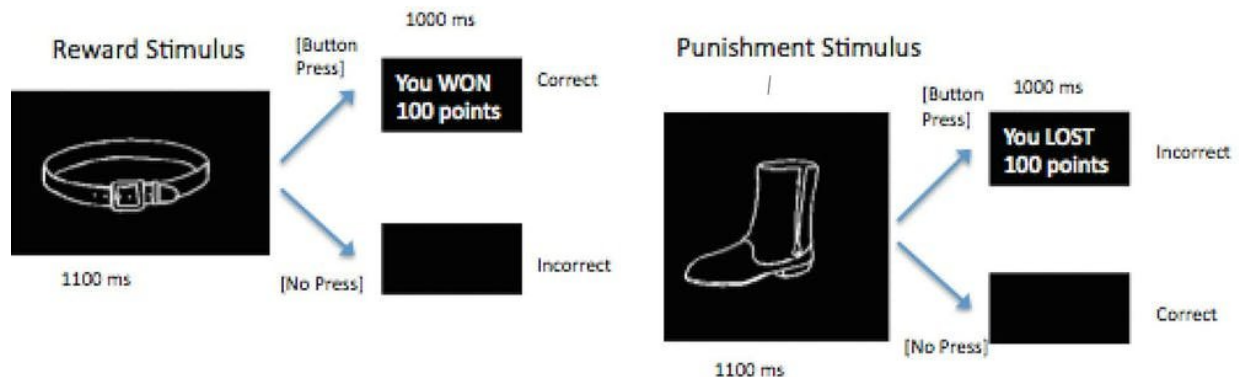 Reward Stimulus
1100 ms
[Button
Press]
1000 ms
You WON
100 points
Correct
[No Press]
Incorrect
Punishment Stimulus
1100 ms
[Button
Press]
1000 ms
You LOST
100 points
Incorrect
[No Press]
Correct